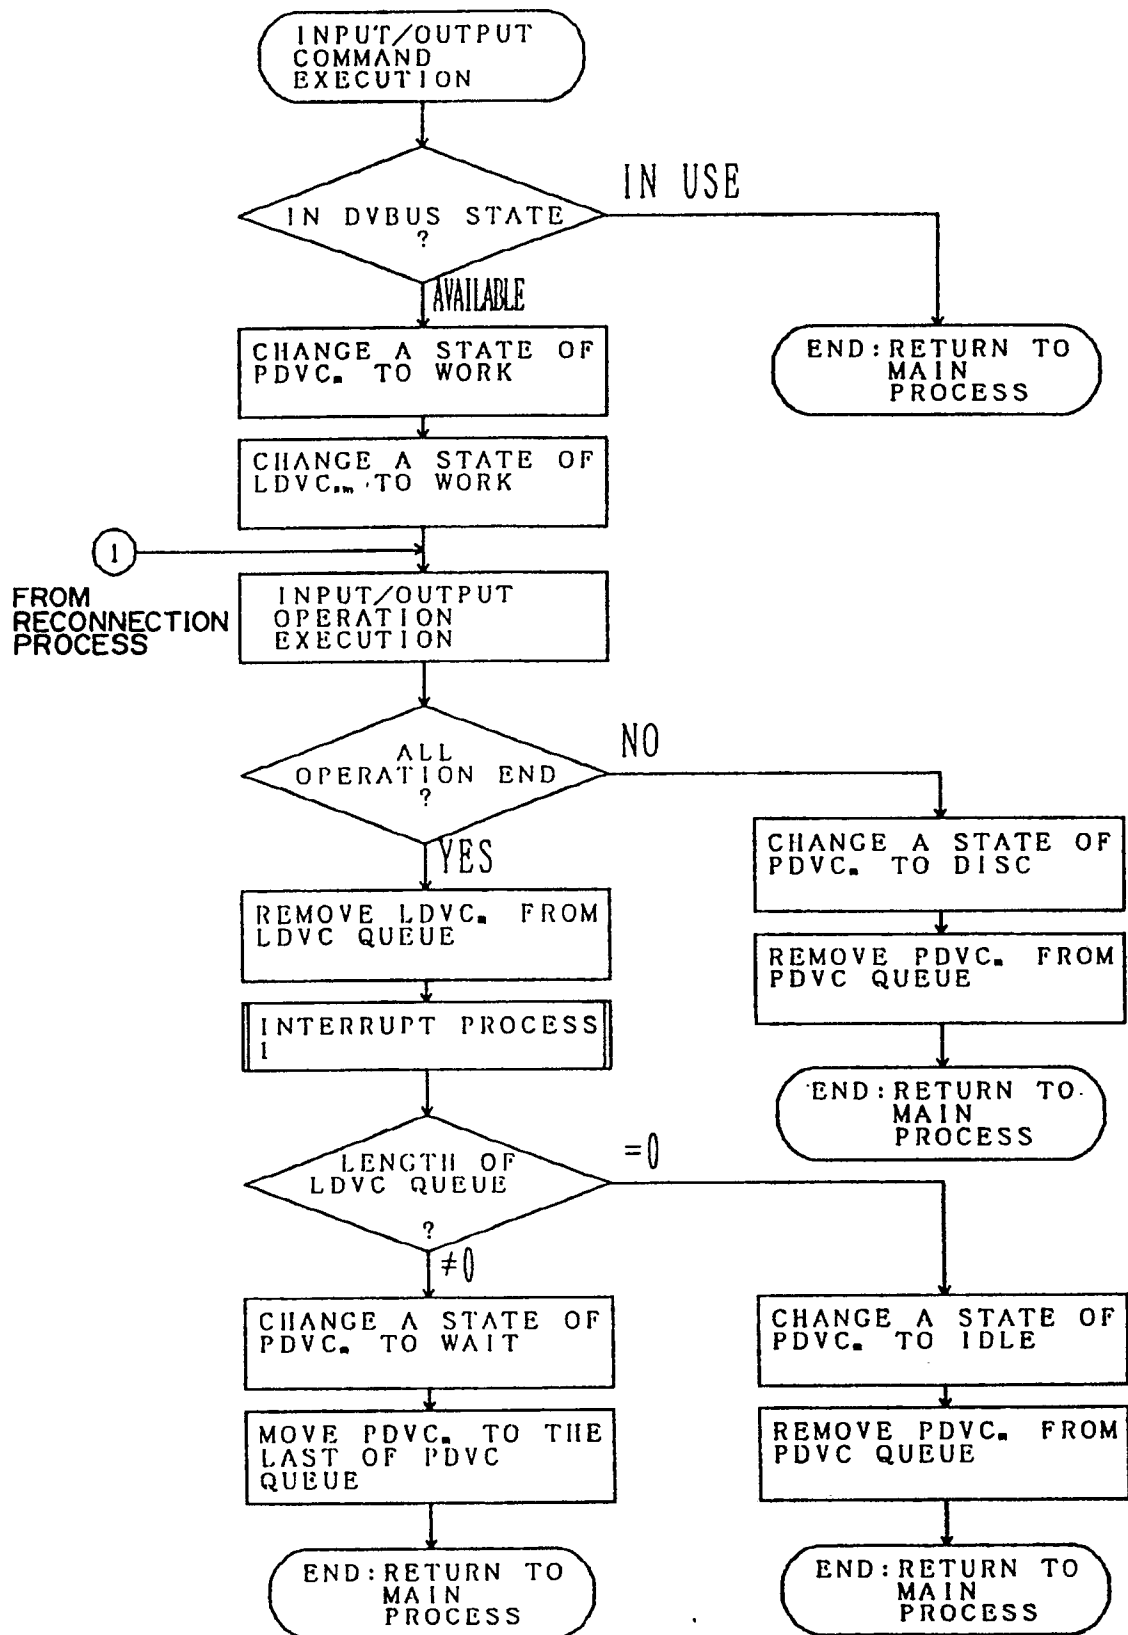 INPUT/OUTPUT
COMMAND
EXECUTION
IN DVBUS STATE
?
IN USE
AVAILABLE
END:RETURN TO
MAIN
PROCESS
CHANGE A STATE OF
PDVC. TO WORK
CHANGE A STATE OF
LDVC TO WORK
1
FROM
RECONNECTION
PROCESS
INPUT/OUTPUT
OPERATION
EXECUTION
ALL
OPERATION END
?
NO
YES
CHANGE A STATE OF
PDVC. TO DISC
REMOVE PDVC. FROM
PDVC QUEUE
END:RETURN TO
MAIN
PROCESS
REMOVE LDVC. FROM
LDVC QUEUE
INTERRUPT PROCESS
1
LENGTH OF
LDVC QUEUE
?
=0
≠0
CHANGE A STATE OF
PDVC. TO WAIT
MOVE PDVC. TO THE
LAST OF PDVC
QUEUE
END:RETURN TO
MAIN
PROCESS
CHANGE A STATE OF
PDVC. TO IDLE
REMOVE PDVC. FROM
PDVC QUEUE
END:RETURN TO
MAIN
PROCESS